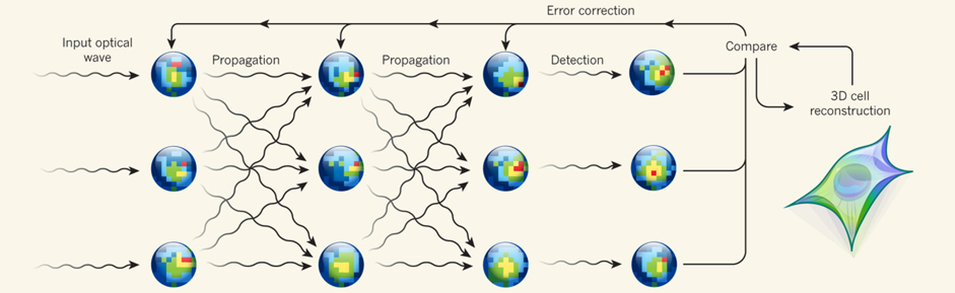 Error correction
Input optical
wave
Propagation
Propagation
Detection
Compare
3D cell
reconstruction